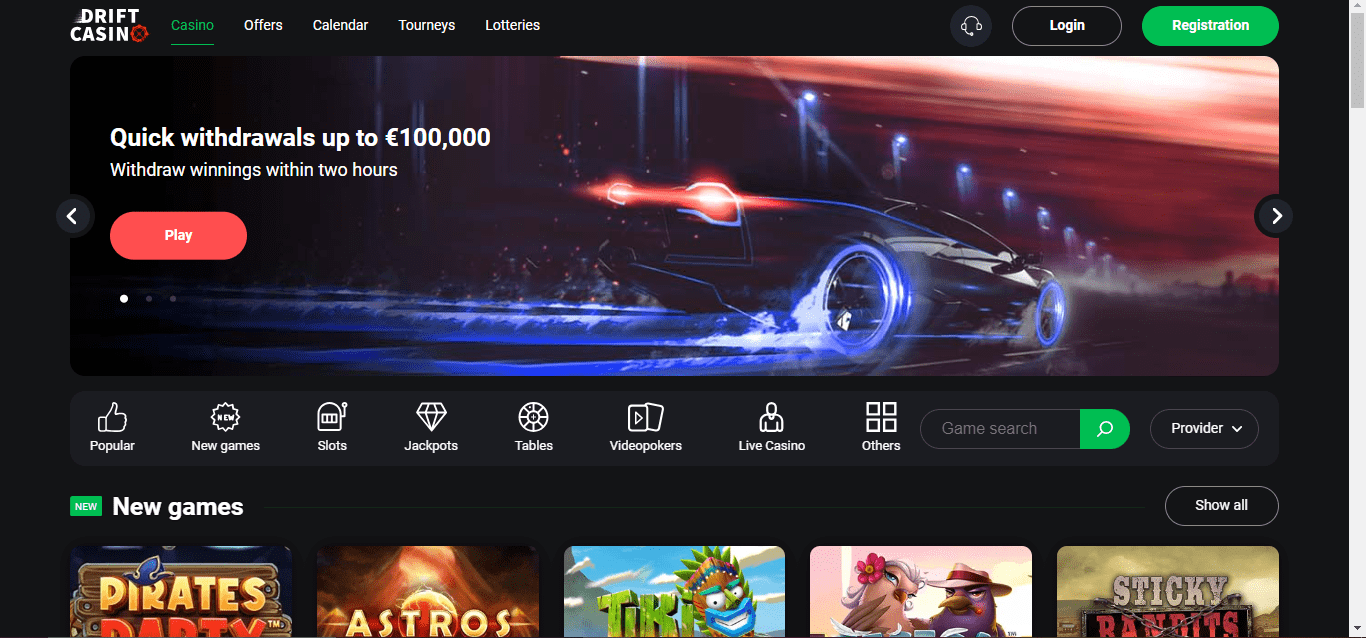 DRIFT
CASINO
Casino
Offers
Calendar
Tourneys
Lotteries
Login
Registration
Quick withdrawals up to €100,000
Withdraw winnings within two hours
Play
NEW
Popular
New games
Slots
Jackpots
Tables
Videopokers
Live Casino
Others
Game search
Provider
NEW
New games
Show all
PIRATES
PARTY™
ASTROS
TIKI
STICKY
BANDITS